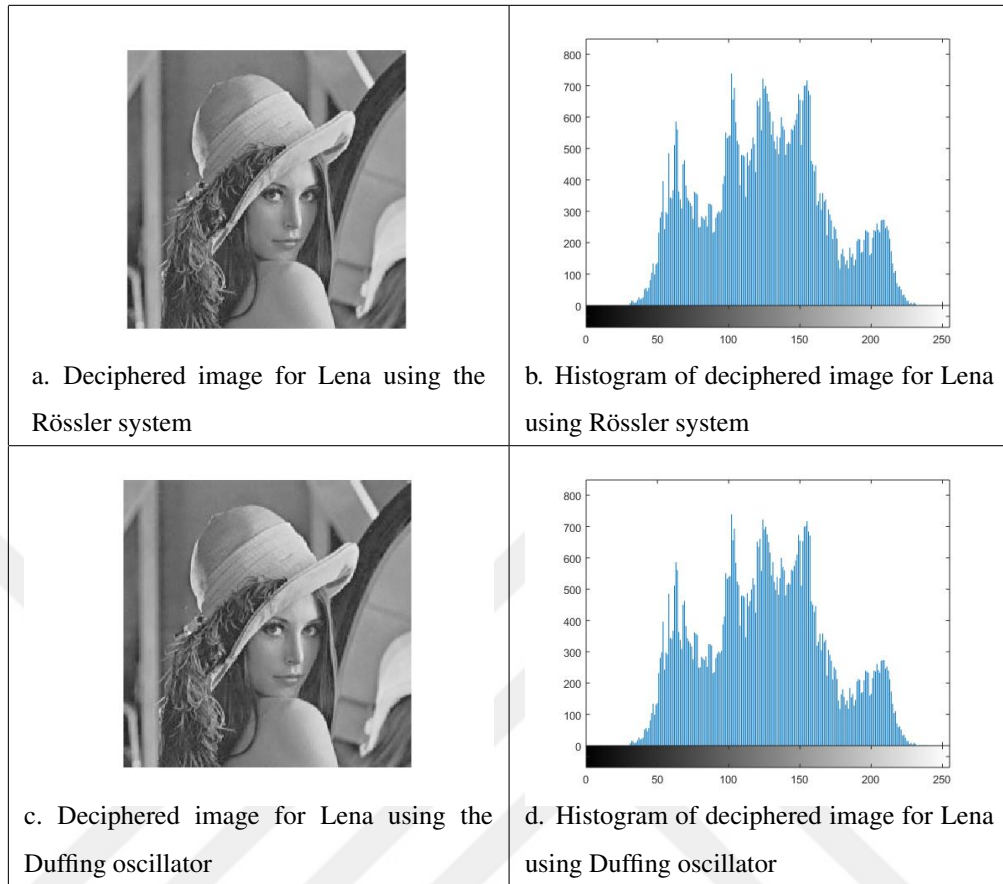 800
700
600
500
400
300
200
100
0
0 50 100 150 200 250
a. Deciphered image for Lena using the
Rössler system
b. Histogram of deciphered image for Lena
using Rössler system
800
700
600
500
400
300
200
100
0
0 50 100 150 200 250
c. Deciphered image for Lena using the
Duffing oscillator
d. Histogram of deciphered image for Lena
using Duffing oscillator